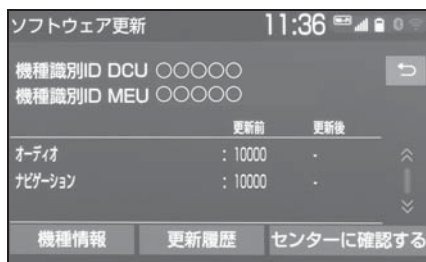 ソフトウェア更新 11:36
機種識別ID DCU ○○○○○
機種識別ID MEU ○○○○○
更新前 更新後
オーディオ : 10000 -
ナビゲーション : 10000 -
機種情報 更新履歴 センターに確認する